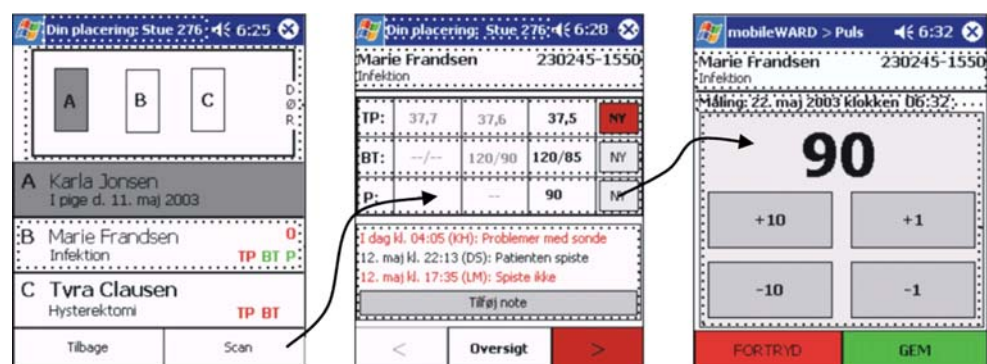 Din placering: Stue 276 6:25
A B C
DØR
A Karla Jonsen
I pige d. 11. maj 2003
B Marie Frandsen O
Infektion TP BT P
C Tyra Clausen
Hysterektomi TP BT
Tilbage Scan
Din placering: Stue 276 6:28
Marie Frandsen 230245-1550
Infektion
TP: 37,7 37,6 37,5 NY
BT: --/-- 120/90 120/85 NY
P: -- 90 NY
I dag kl. 04:05 (KH): Problemer med sonde
12. maj kl. 22:13 (DS): Patienten spiste
12. maj kl. 17:35 (LM): Spiste ikke
Tilføj note
< Oversigt >
mobileWARD > Puls 6:32
Marie Frandsen 230245-1550
Infektion
Måling: 22. maj 2003 klokken 06:32
90
+10 +1
-10 -1
FORTRYD GEM